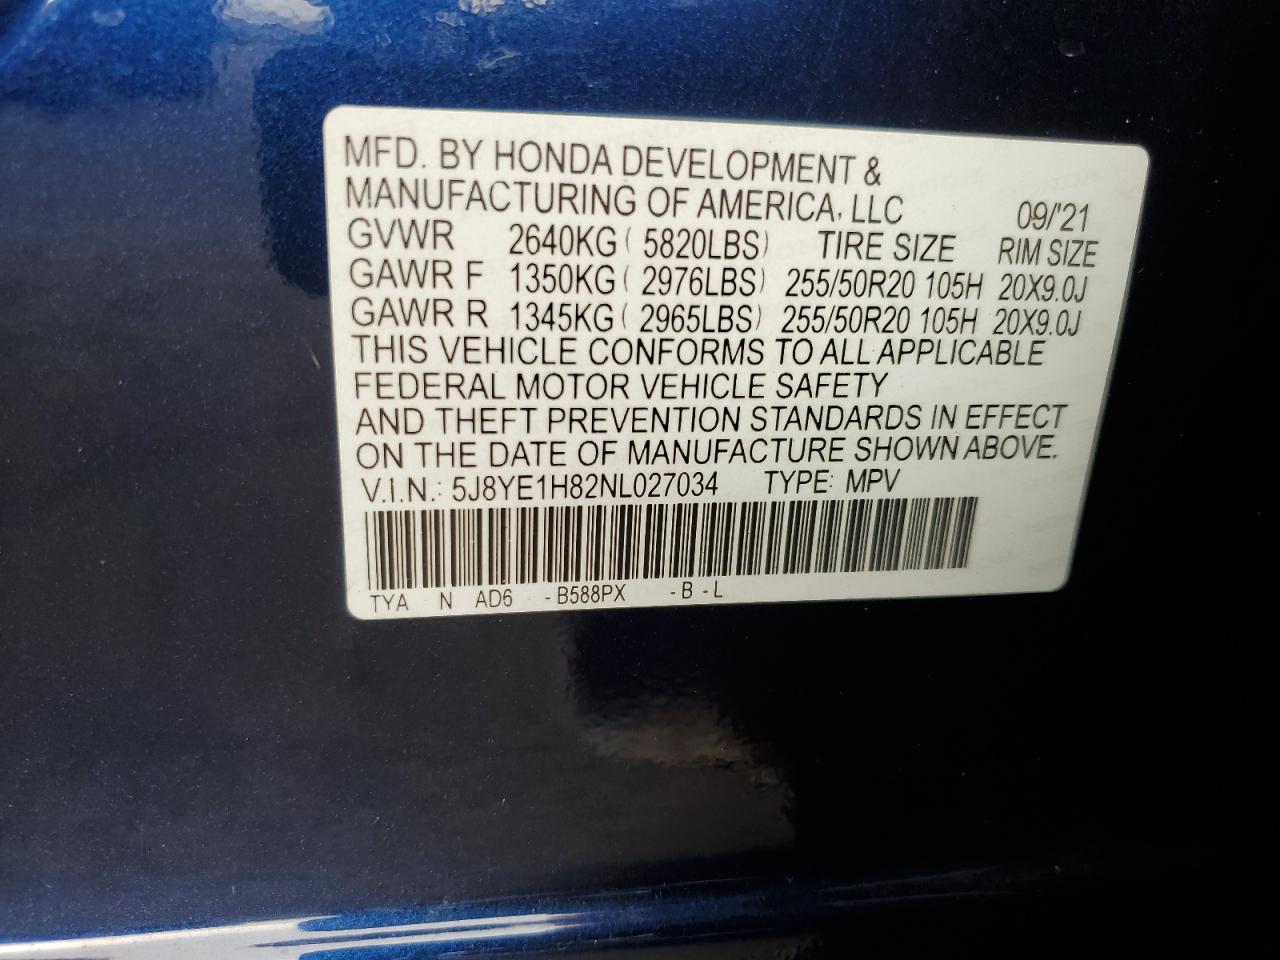 MFD. BY HONDA DEVELOPMENT &
MANUFACTURING OF AMERICA, LLC 09/'21
GVWR 2640KG ( 5820LBS) TIRE SIZE RIM SIZE
GAWR F 1350KG ( 2976LBS) 255/50R20 105H 20X9.0J
GAWR R 1345KG ( 2965LBS) 255/50R20 105H 20X9.0J
THIS VEHICLE CONFORMS TO ALL APPLICABLE
FEDERAL MOTOR VEHICLE SAFETY
AND THEFT PREVENTION STANDARDS IN EFFECT
ON THE DATE OF MANUFACTURE SHOWN ABOVE.
V.I.N.: 5J8YE1H82NL027034 TYPE: MPV
TYA N AD6 -B588PX -B -L